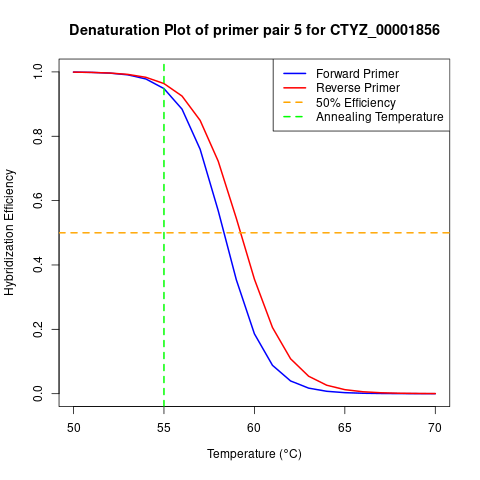 Denaturation Plot of primer pair 5 for CTYZ_00001856
Forward Primer
Reverse Primer
50% Efficiency
Annealing Temperature
Hybridization Efficiency
1.0
0.8
0.6
0.4
0.2
0.0
50 55 60 65 70
Temperature (°C)